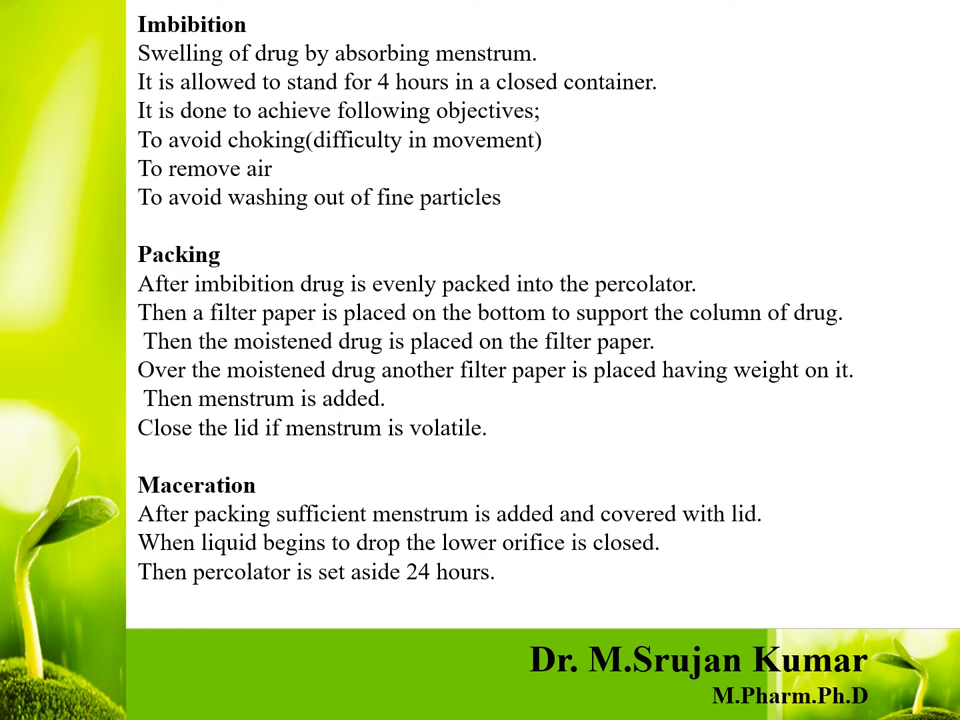 Imbibition
Swelling of drug by absorbing menstrum.
It is allowed to stand for 4 hours in a closed container.
It is done to achieve following objectives;
To avoid choking(difficulty in movement)
To remove air
To avoid washing out of fine particles
Packing
After imbibition drug is evenly packed into the percolator.
Then a filter paper is placed on the bottom to support the column of drug.
Then the moistened drug is placed on the filter paper.
Over the moistened drug another filter paper is placed having weight on it.
Then menstrum is added.
Close the lid if menstrum is volatile.
Maceration
After packing sufficient menstrum is added and covered with lid.
When liquid begins to drop the lower orifice is closed.
Then percolator is set aside 24 hours.
Dr. M.Srujan Kumar
M.Pharm.Ph.D